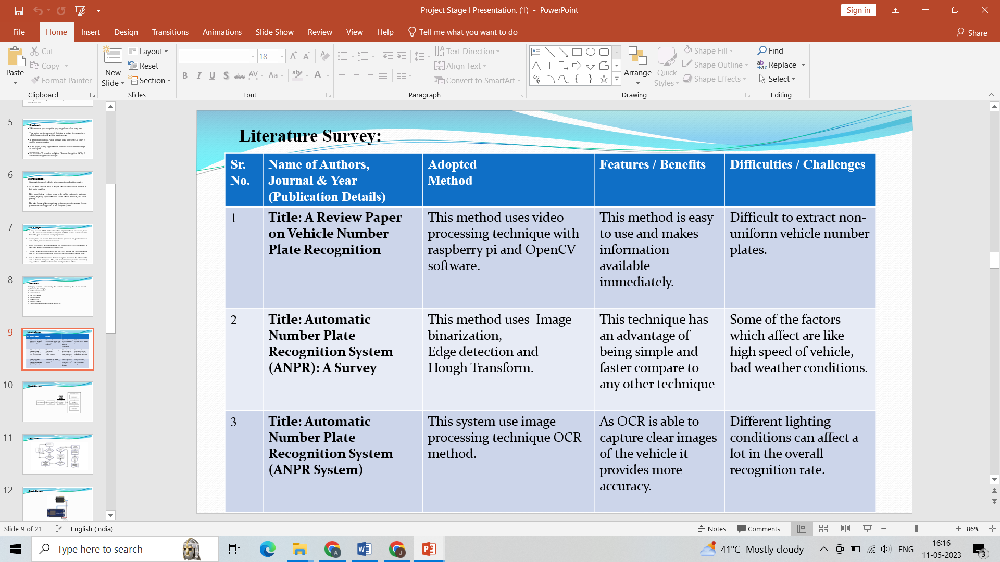 Project Stage I Presentation. (1) - PowerPoint
Sign in
File Home Insert Design Transitions Animations Slide Show Review View Help Tell me what you want to do
Share
Paste
Cut
Copy
Format Painter
Clipboard
New
Slide
Layout
Reset
Section
Slides
18
B I U S abc AV Aa A
Font
Paragraph
Text Direction
Align Text
Convert to SmartArt
Arrange
Quick
Styles
Drawing
Shape Fill
Shape Outline
Shape Effects
Find
Replace
Select
Editing
5
6
7
8
9
10
11
12
Literature Survey:
Sr.
No.
Name of Authors,
Journal & Year
(Publication Details)
Adopted
Method
Features / Benefits
Difficulties / Challenges
1
Title: A Review Paper
on Vehicle Number
Plate Recognition
This method uses video
processing technique with
raspberry pi and OpenCV
software.
This method is easy
to use and makes
information
available
immediately.
Difficult to extract non-
uniform vehicle number
plates.
2
Title: Automatic
Number Plate
Recognition System
(ANPR): A Survey
This method uses  Image
binarization,
Edge detection and
Hough Transform.
This technique has
an advantage of
being simple and
faster compare to
any other technique
Some of the factors
which affect are like
high speed of vehicle,
bad weather conditions.
3
Title: Automatic
Number Plate
Recognition System
(ANPR System)
This system use image
processing technique OCR
method.
As OCR is able to
capture clear images
of the vehicle it
provides more
accuracy.
Different lighting
conditions can affect a
lot in the overall
recognition rate.
Slide 9 of 21
English (India)
Notes
Comments
86%
Type here to search
41°C Mostly cloudy
ENG
16:16
11-05-2023
3